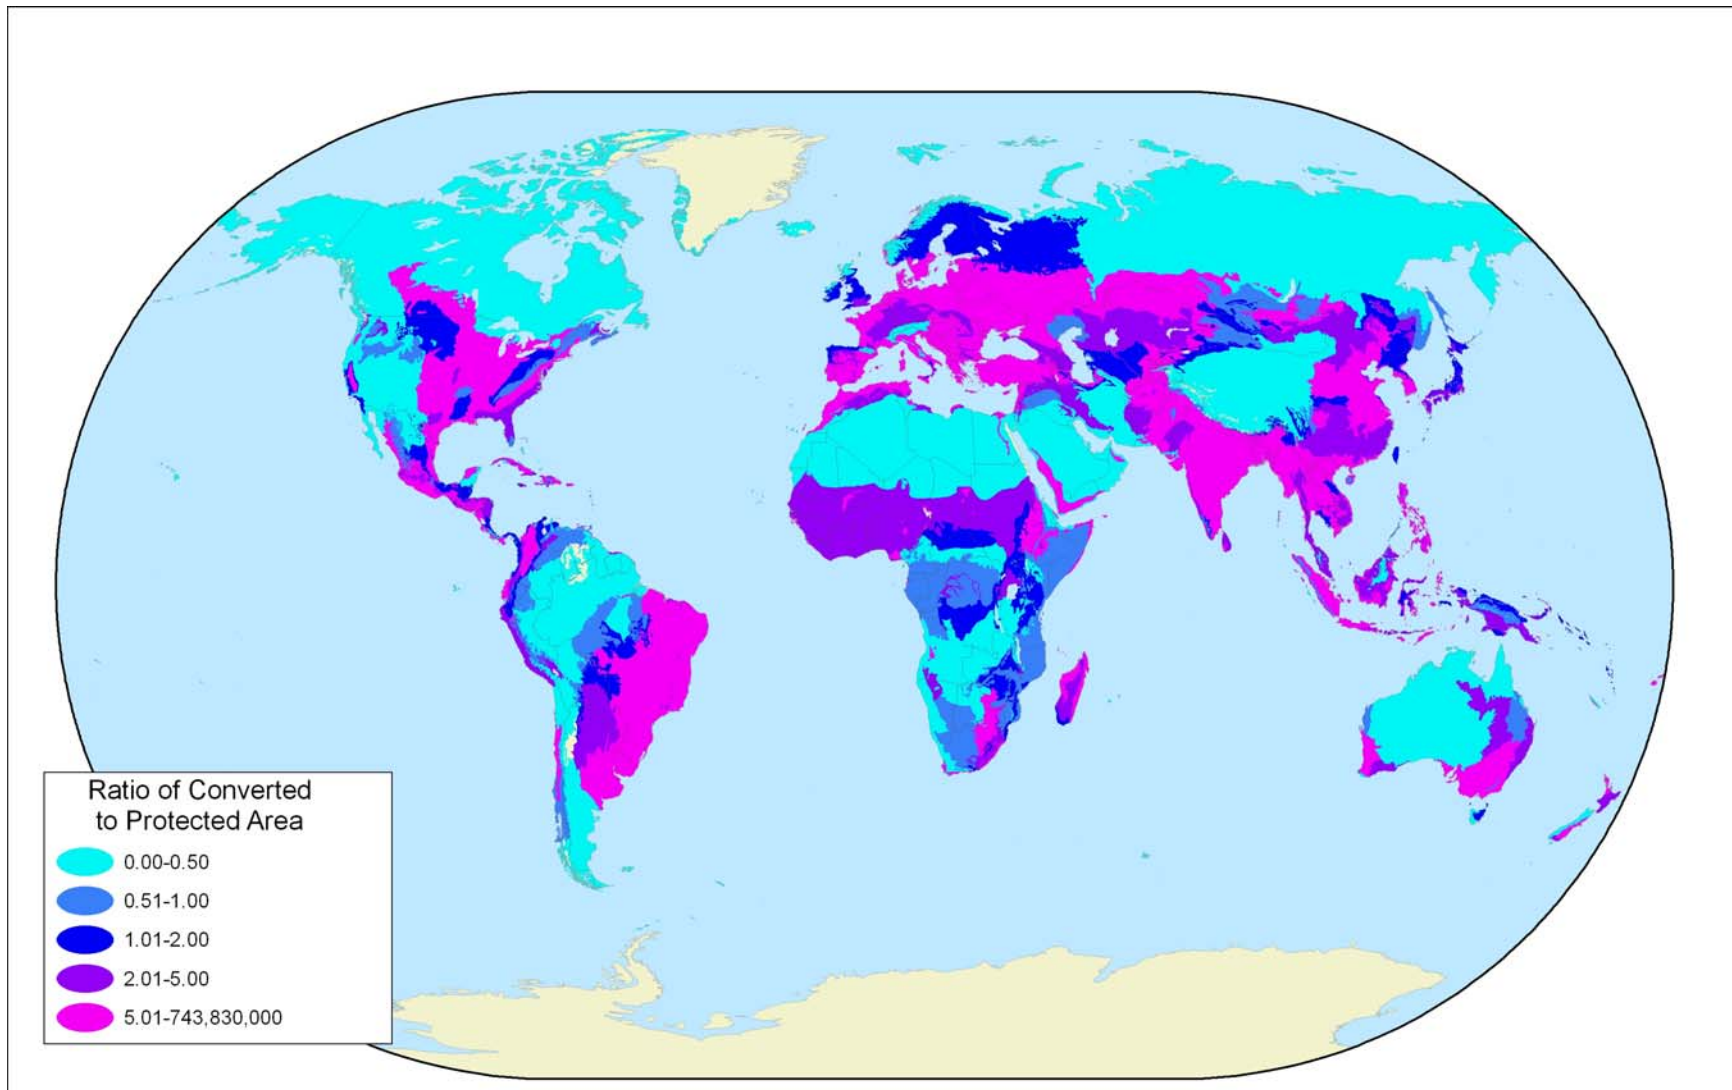 Ratio of Converted
to Protected Area
0.00-0.50
0.51-1.00
1.01-2.00
2.01-5.00
5.01-743,830,000